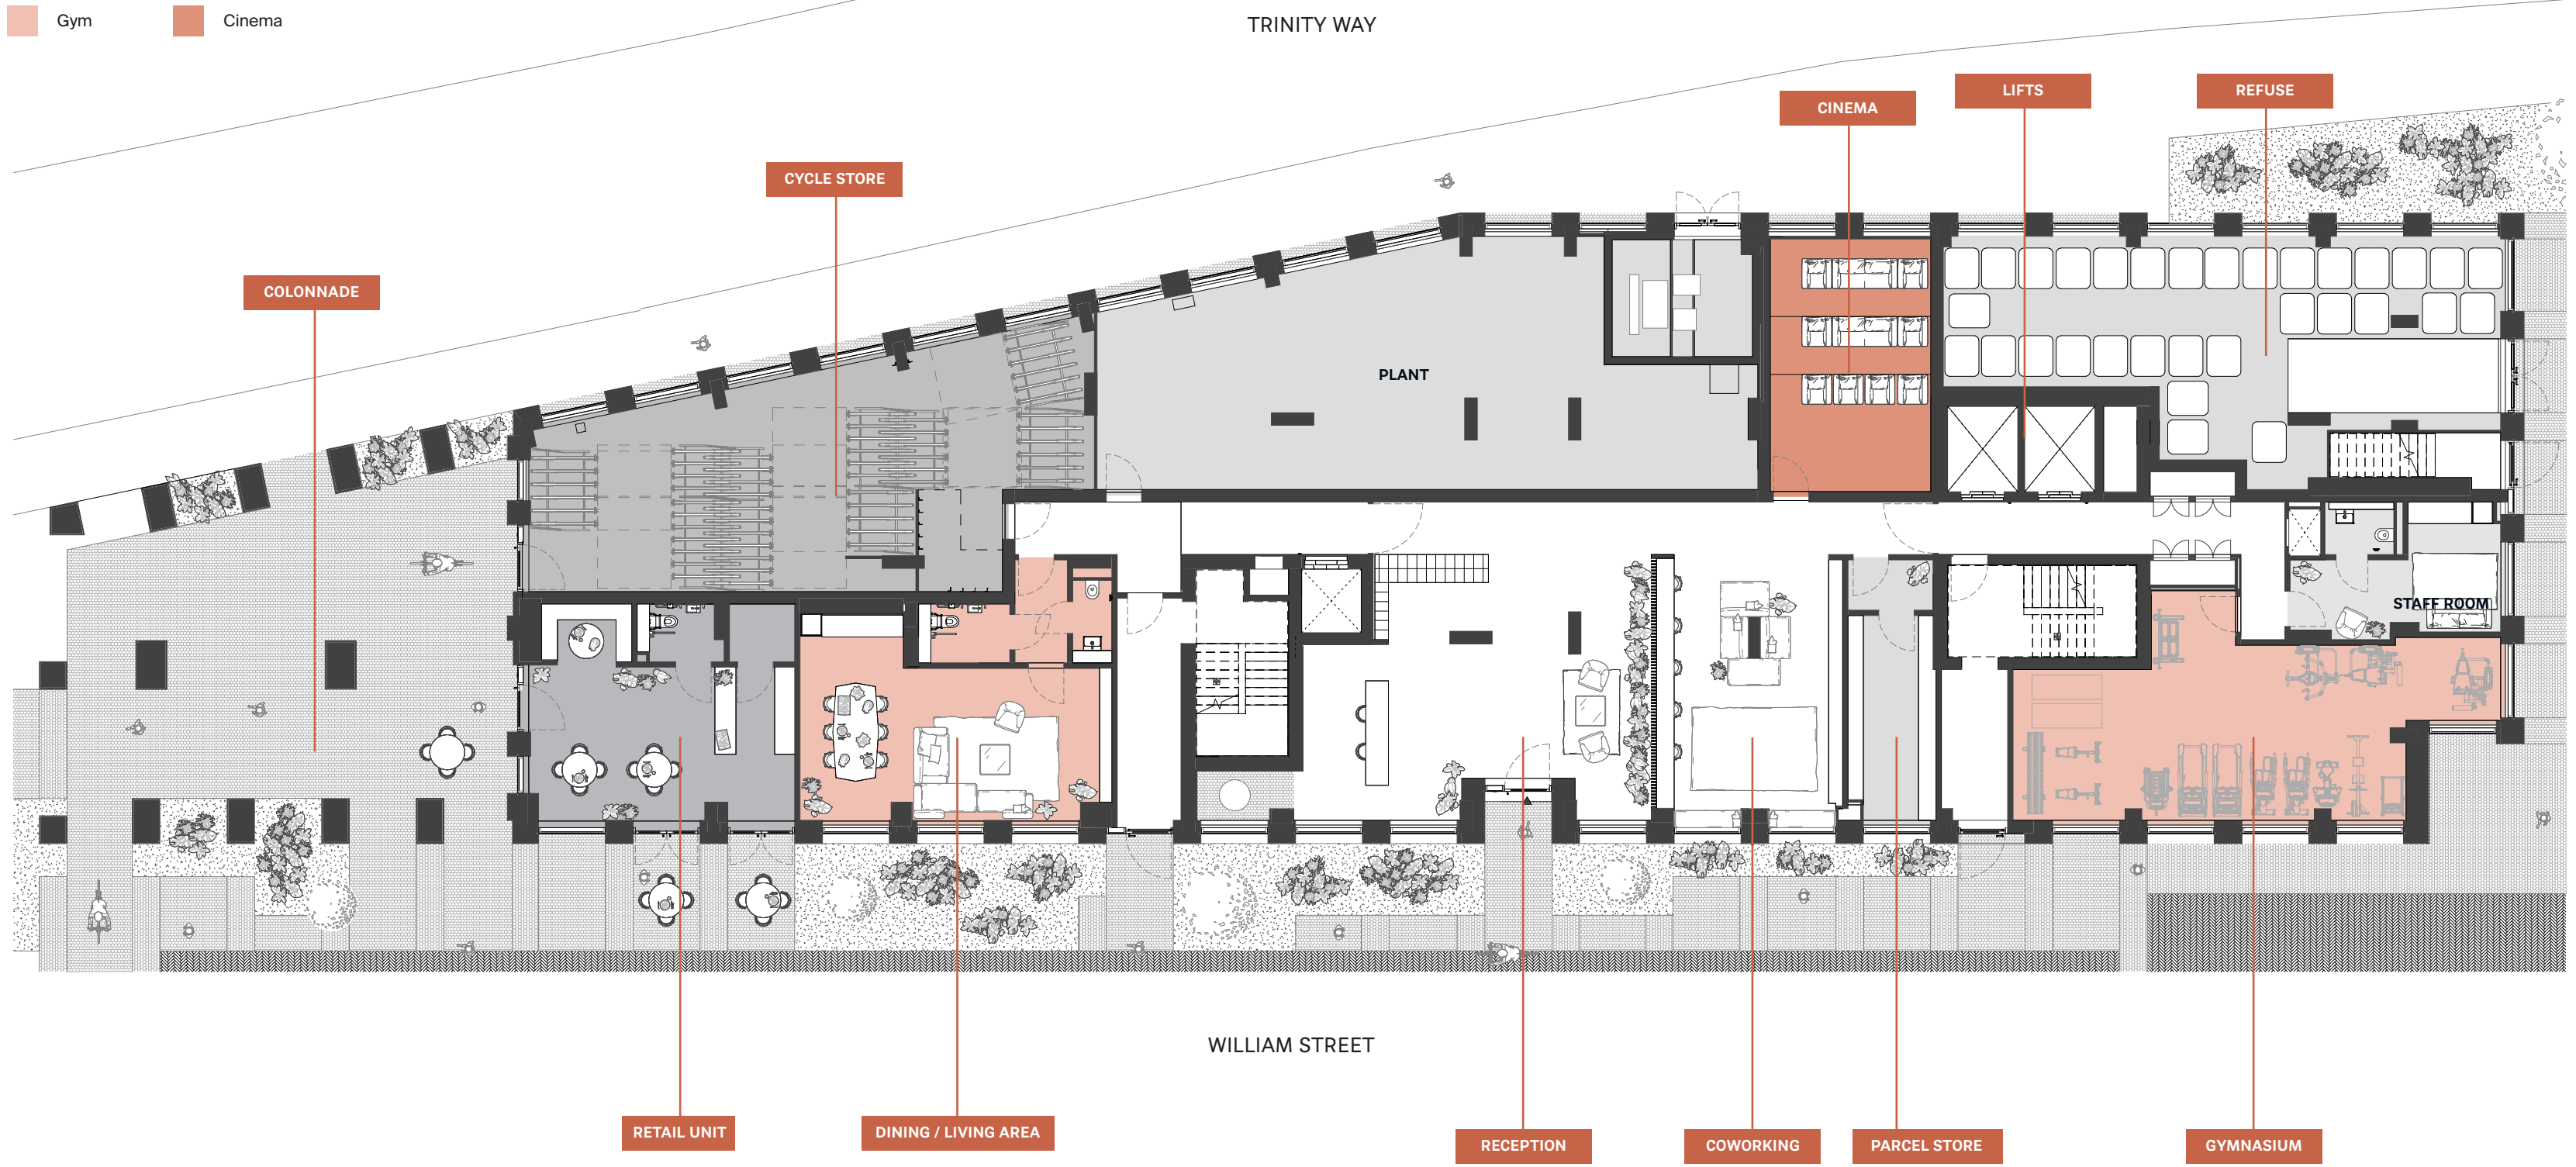 Gym
Cinema
TRINITY WAY
LIFTS
REFUSE
CINEMA
CYCLE STORE
COLONNADE
PLANT
STAFF ROOM
WILLIAM STREET
RETAIL UNIT
DINING / LIVING AREA
RECEPTION
COWORKING
PARCEL STORE
GYMNASIUM